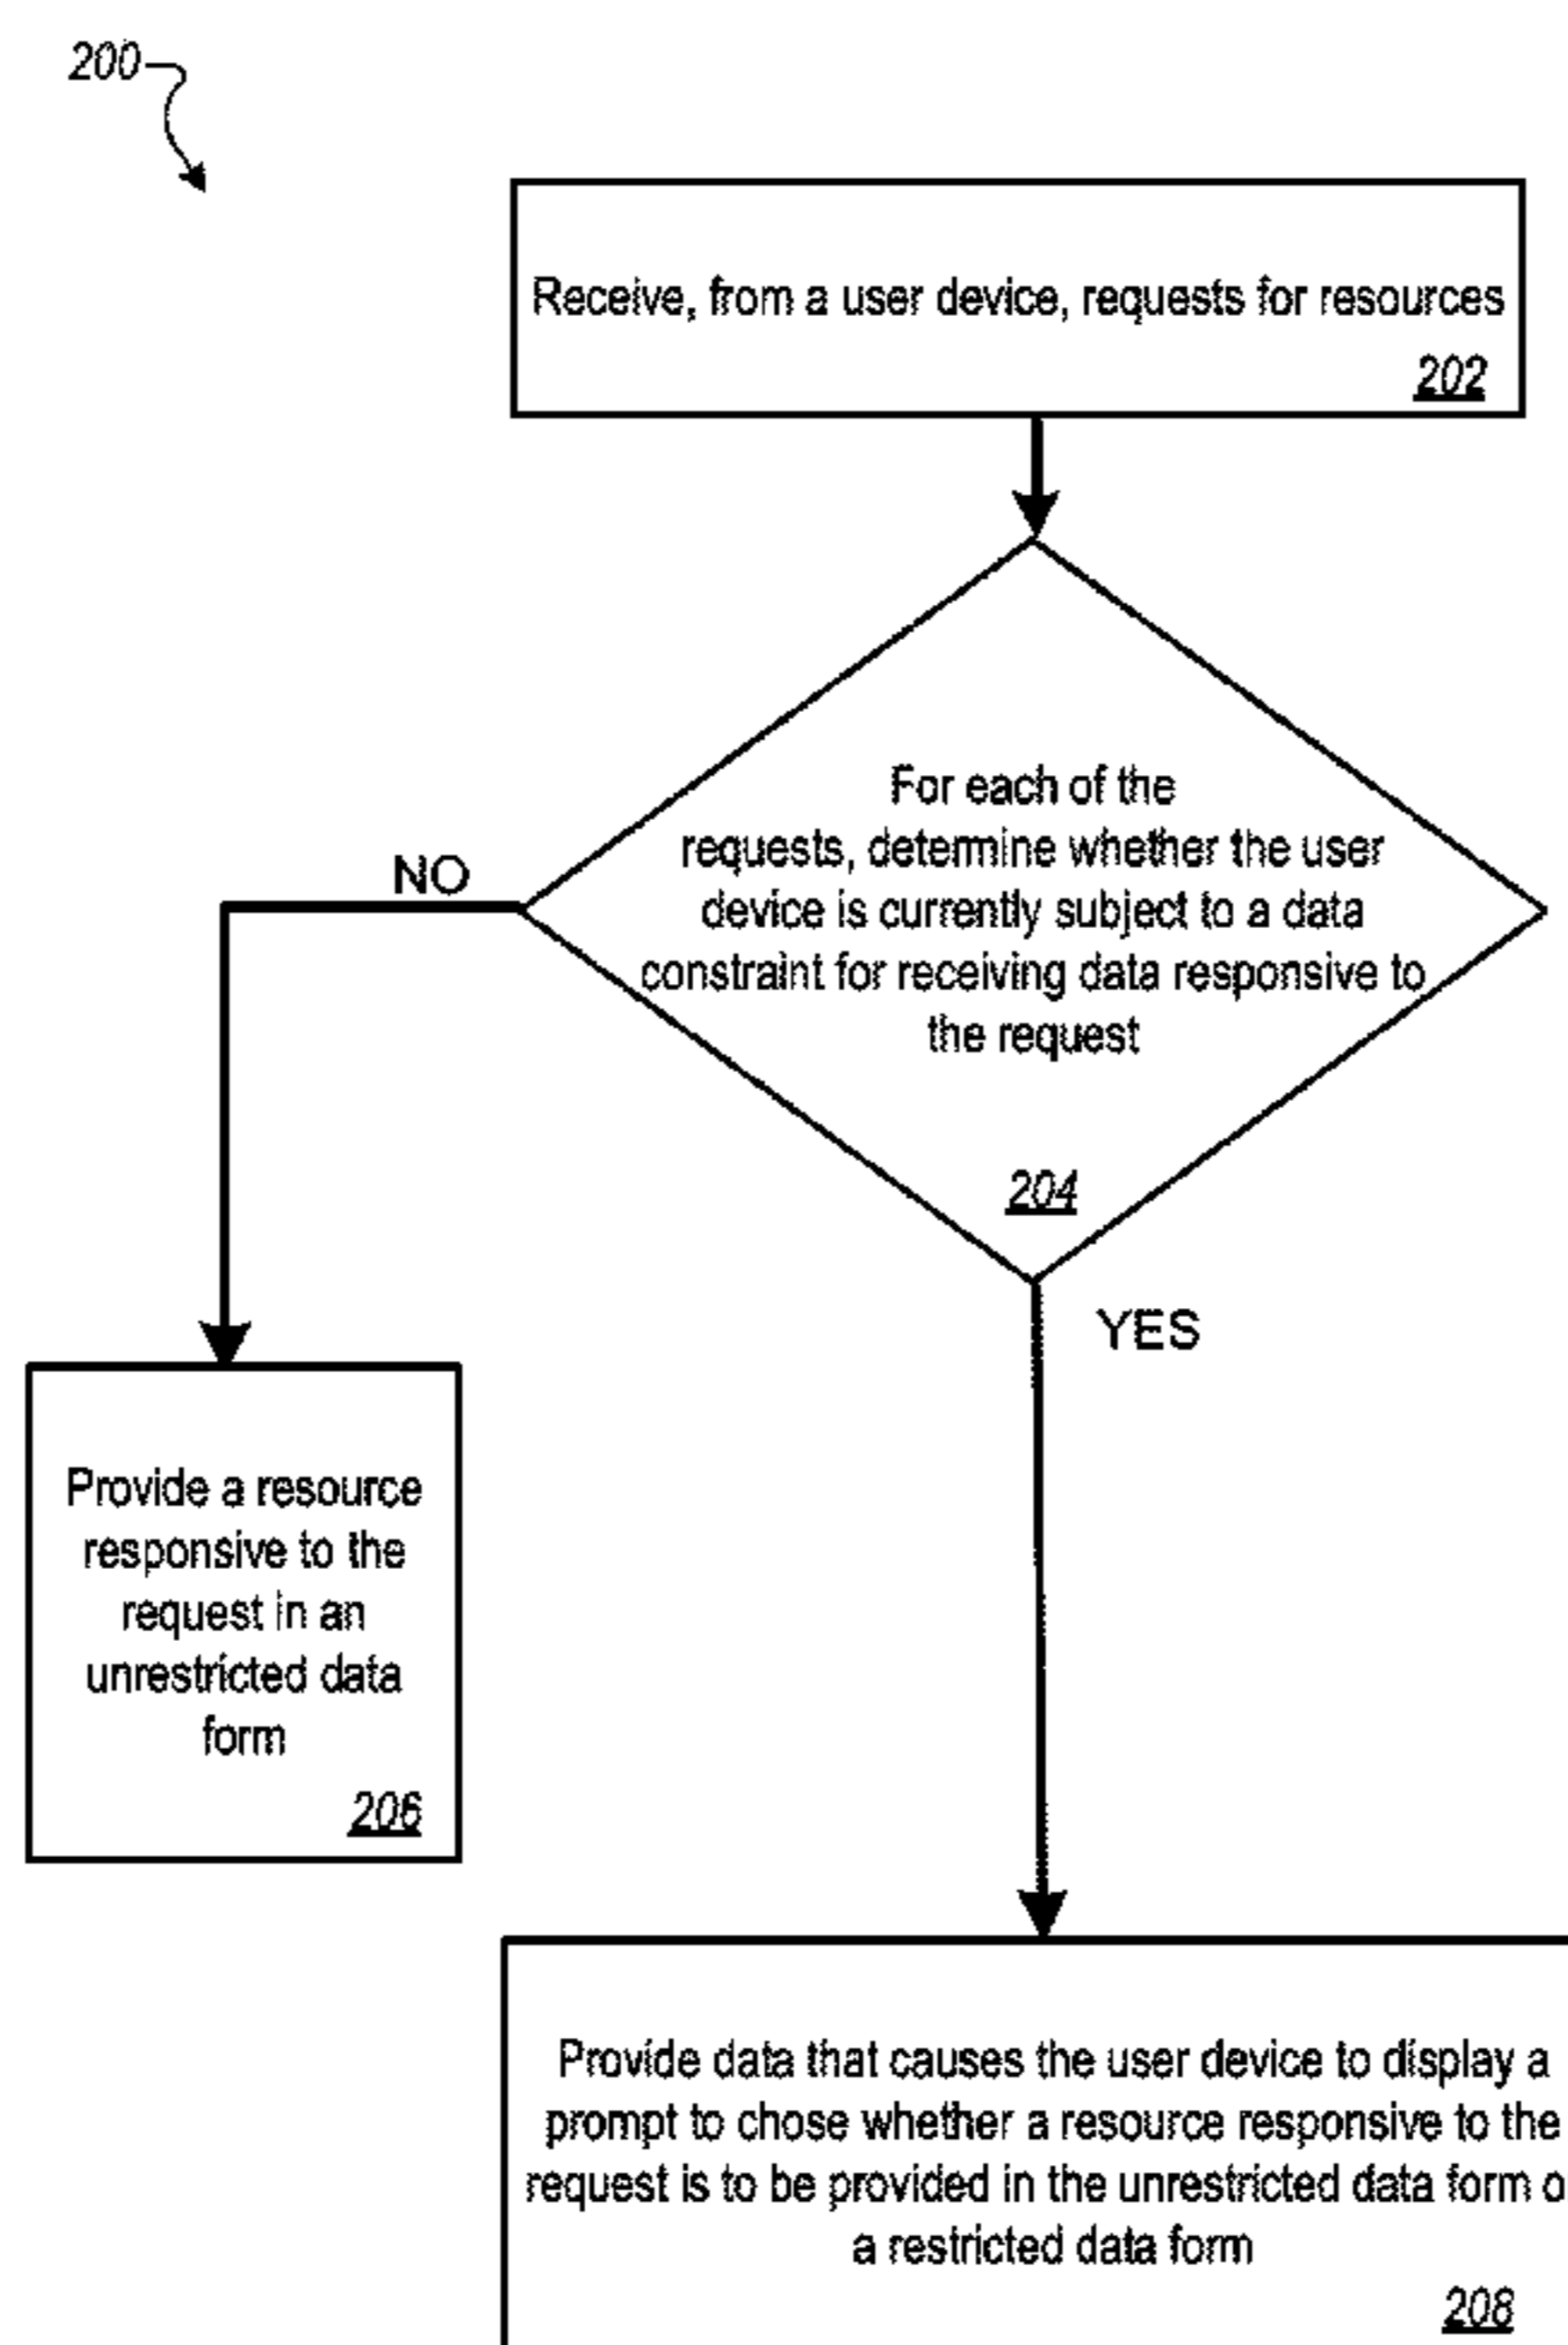 200
Receive, from a user device, requests for resources
202
For each of the
requests, determine whether the user
device is currently subject to a data
constraint for receiving data responsive to
the request
204
NO
YES
Provide a resource
responsive to the
request in an
unrestricted data
form
206
Provide data that causes the user device to display a
prompt to chose whether a resource responsive to the
request is to be provided in the unrestricted data form
a restricted data form
208